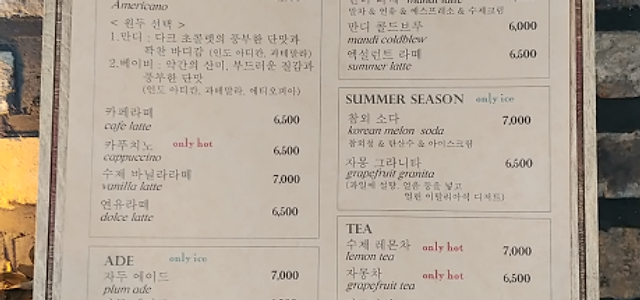 Americano
< 원두 선택 >
1.만디 : 다크 초콜렛의 풍부한 단맛과
확찬 바디감 (인도 아디칸, 과테말라)
2.베이비 : 약간의 산미, 부드러운 질감과
풍부한 단맛
(인도 아디칸, 과테말라, 에티오피아)
카페라떼 6,500
cafe latte
카푸치노 only hot 6,500
cappuccino
수제 바닐라라떼 7,000
vanilla latte
연유라떼 6,500
dolce latte
ADE only ice
자두 에이드 7,000
plum ade
말차 & 연유 & 에스프레소 & 수제크림
만디 콜드브루 6,000
mandi coldblew
엑설런트 라떼 6,500
summer latte
SUMMER SEASON only ice
참외 소다 7,000
korean melon soda
참외청 & 탄산수 & 아이스크림
자몽 그라니타 6,500
grapefruit granita
(과일에 설탕, 얼음 등을 넣고
얼린 이탈리아식 디저트)
TEA
수제 레몬차 only hot 7,000
lemon tea
자몽차 only hot 6,500
grapefruit tea